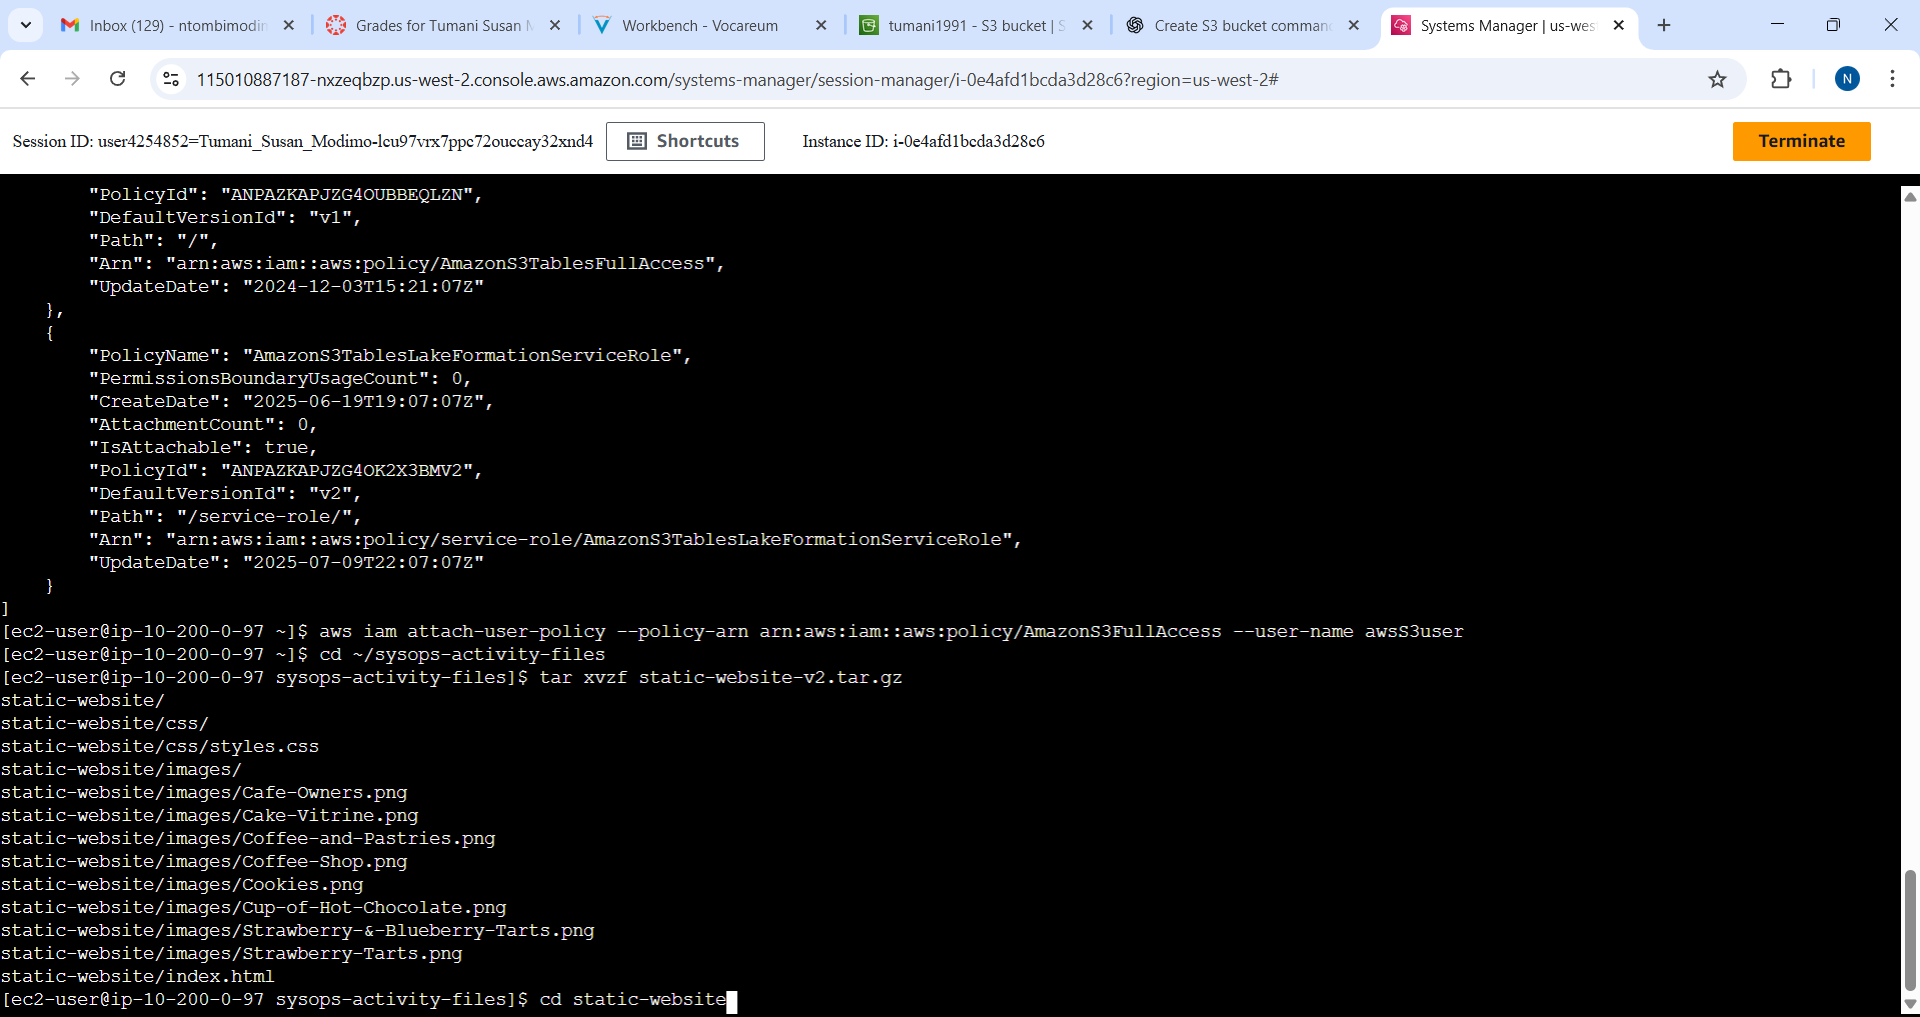 Inbox (129) - ntombimodin
Grades for Tumani Susan M
Workbench - Vocareum
tumani1991 - S3 bucket | S
Create S3 bucket command
Systems Manager | us-wes
115010887187-nxzeqbzp.us-west-2.console.aws.amazon.com/systems-manager/session-manager/i-0e4afd1bcda3d28c6?region=us-west-2#
N
Session ID: user4254852=Tumani_Susan_Modimo-lcu97vrx7ppc72ouccay32xnd4
Shortcuts
Instance ID: i-0e4afd1bcda3d28c6
Terminate
        "PolicyId": "ANPAZKAPJZG4OUBBEQLZN",
        "DefaultVersionId": "v1",
        "Path": "/",
        "Arn": "arn:aws:iam::aws:policy/AmazonS3TablesFullAccess",
        "UpdateDate": "2024-12-03T15:21:07Z"
    },
    {
        "PolicyName": "AmazonS3TablesLakeFormationServiceRole",
        "PermissionsBoundaryUsageCount": 0,
        "CreateDate": "2025-06-19T19:07:07Z",
        "AttachmentCount": 0,
        "IsAttachable": true,
        "PolicyId": "ANPAZKAPJZG4OK2X3BMV2",
        "DefaultVersionId": "v2",
        "Path": "/service-role/",
        "Arn": "arn:aws:iam::aws:policy/service-role/AmazonS3TablesLakeFormationServiceRole",
        "UpdateDate": "2025-07-09T22:07:07Z"
    }
]
[ec2-user@ip-10-200-0-97 ~]$ aws iam attach-user-policy --policy-arn arn:aws:iam::aws:policy/AmazonS3FullAccess --user-name awsS3user
[ec2-user@ip-10-200-0-97 ~]$ cd ~/sysops-activity-files
[ec2-user@ip-10-200-0-97 sysops-activity-files]$ tar xvzf static-website-v2.tar.gz
static-website/
static-website/css/
static-website/css/styles.css
static-website/images/
static-website/images/Cafe-Owners.png
static-website/images/Cake-Vitrine.png
static-website/images/Coffee-and-Pastries.png
static-website/images/Coffee-Shop.png
static-website/images/Cookies.png
static-website/images/Cup-of-Hot-Chocolate.png
static-website/images/Strawberry-&-Blueberry-Tarts.png
static-website/images/Strawberry-Tarts.png
static-website/index.html
[ec2-user@ip-10-200-0-97 sysops-activity-files]$ cd static-website